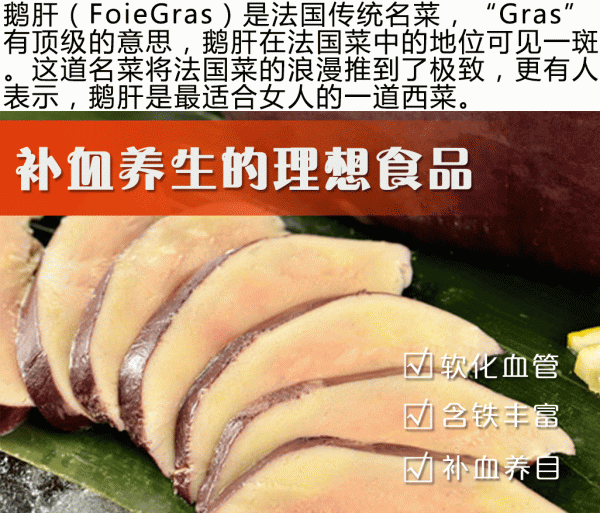 鹅肝（FoieGras）是法国传统名菜，“Gras”
有顶级的意思，鹅肝在法国菜中的地位可见一斑
。这道名菜将法国菜的浪漫推到了极致，更有人
表示，鹅肝是最适合女人的一道西菜。
补血养生的理想食品
软化血管
含铁丰富
补血养目